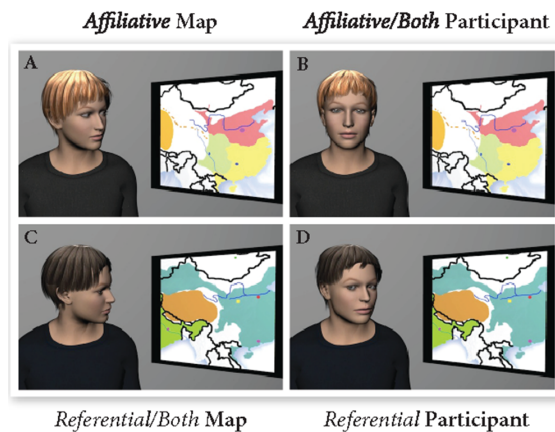 Affiliative Map
Affiliative/Both Participant
A
B
C
D
Referential/Both Map
Referential Participant